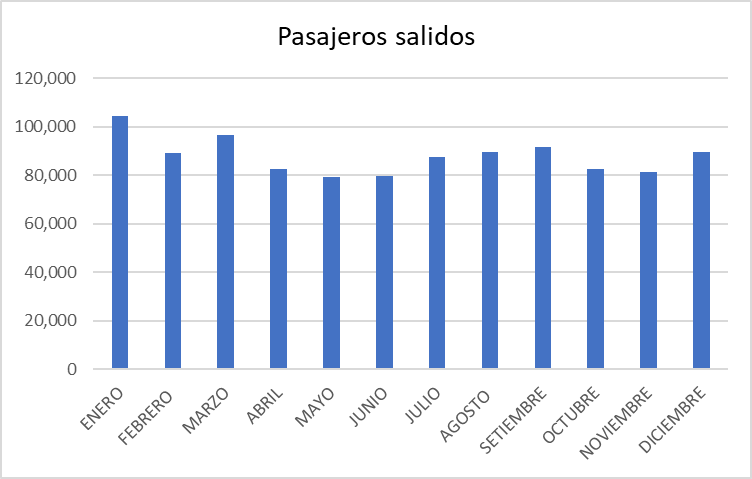 Pasajeros salidos
120,000
100,000
80,000
60,000
40,000
20,000
0
ENERO
FEBRERO
MARZO
ABRIL
MAYO
JUNIO
JULIO
AGOSTO
SETIEMBRE
OCTUBRE
NOVIEMBRE
DICIEMBRE